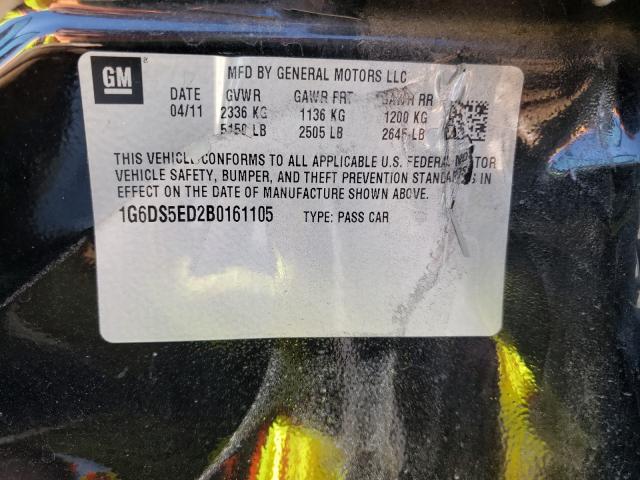 GM
MFD BY GENERAL MOTORS LLC
DATE GVWR GAWR FRT GAWR RR
04/11 2336 KG 1136 KG 1200 KG
5150 LB 2505 LB 2645 LB
THIS VEHICLE CONFORMS TO ALL APPLICABLE U.S. FEDERAL MOTOR
VEHICLE SAFETY, BUMPER, AND THEFT PREVENTION STANDARDS IN
EFFECT ON THE DATE OF MANUFACTURE SHOWN ABOVE.
1G6DS5ED2B0161105 TYPE: PASS CAR